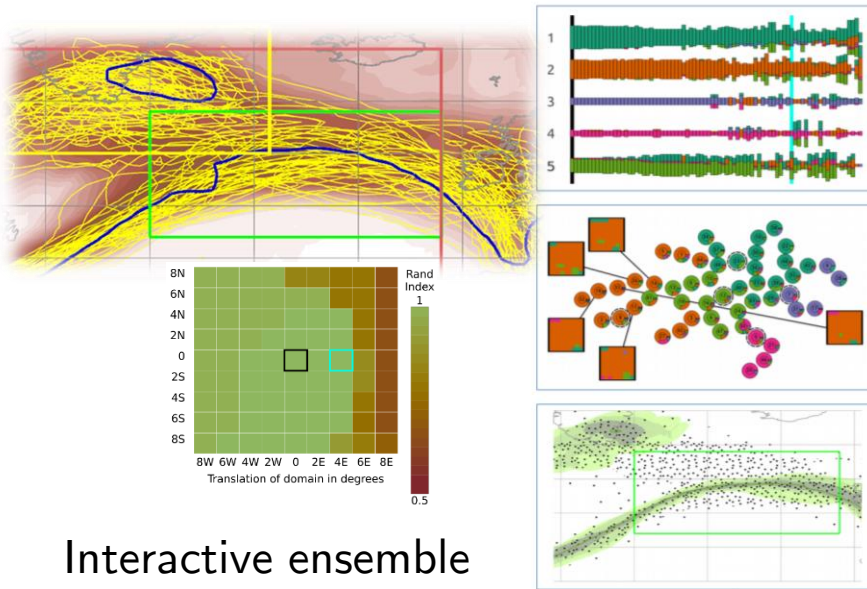 1
2
3
4
5
8N
6N
4N
2N
0
2S
4S
6S
8S
8W 6W 4W 2W 0 2E 4E 6E 8E
Translation of domain in degrees
Rand
Index
1
0.5
Interactive ensemble